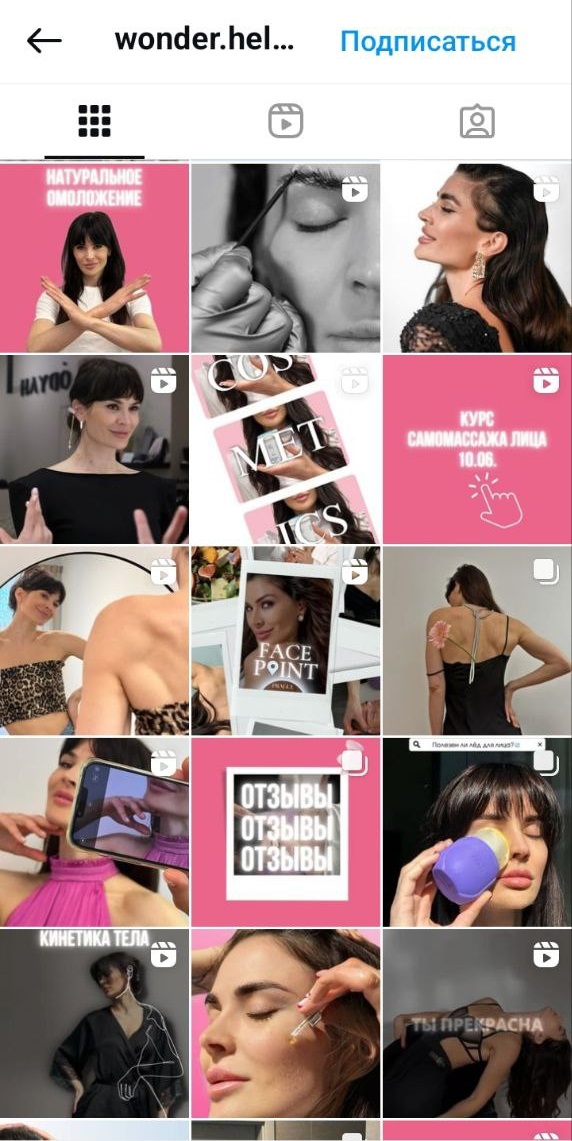 wonder.hel...
Подписаться
НАТУРАЛЬНОЕ
ОМОЛОЖЕНИЕ
COS
MET
ICS
КУРС
САМОМАССАЖА ЛИЦА
10.06.
FACE
POINT
PRAGUE
ОТЗЫВЫ
ОТЗЫВЫ
ОТЗЫВЫ
Полезен ли лёд для лица?
КИНЕТИКА ТЕЛА
ТЫ ПРЕКРАСНА